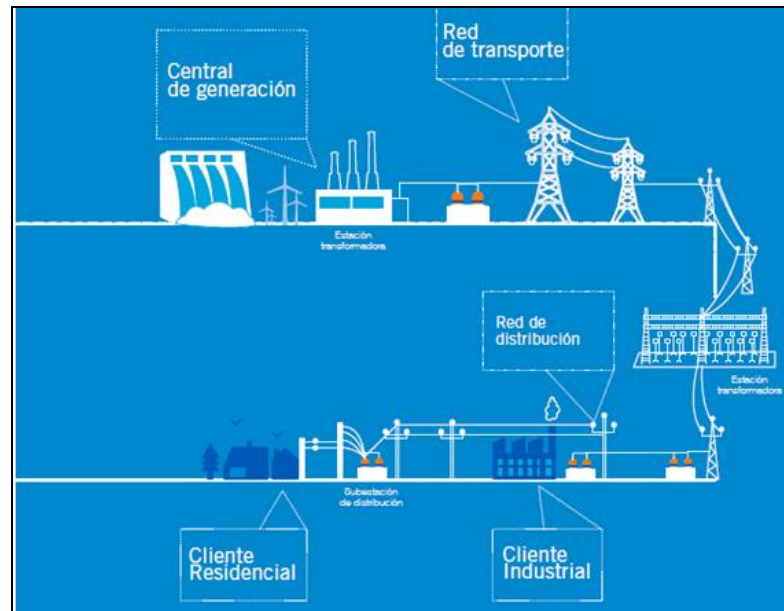 Red
de transporte
Central
de generación
Estación
transformadora
Red de
distribución
Estación
transformadora
Subestación
de distribución
Cliente
Residencial
Cliente
Industrial